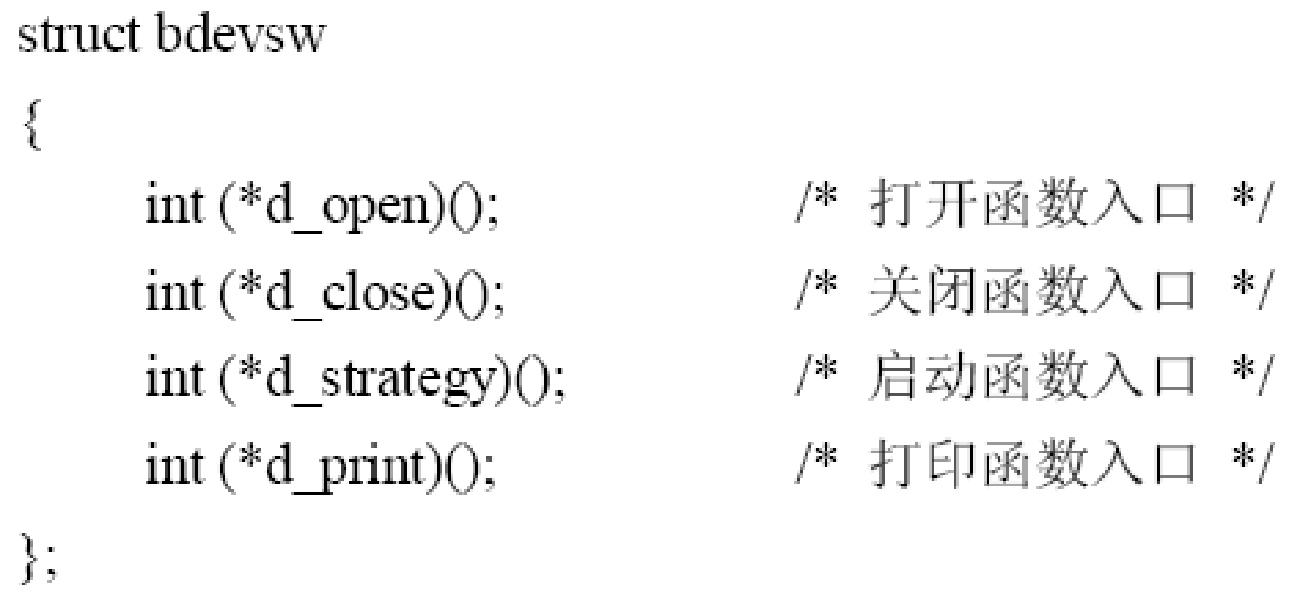 struct bdevsw
{
int (*d_open)(); /* 打开函数入口 */
int (*d_close)(); /* 关闭函数入口 */
int (*d_strategy)(); /* 启动函数入口 */
int (*d_print)(); /* 打印函数入口 */
};